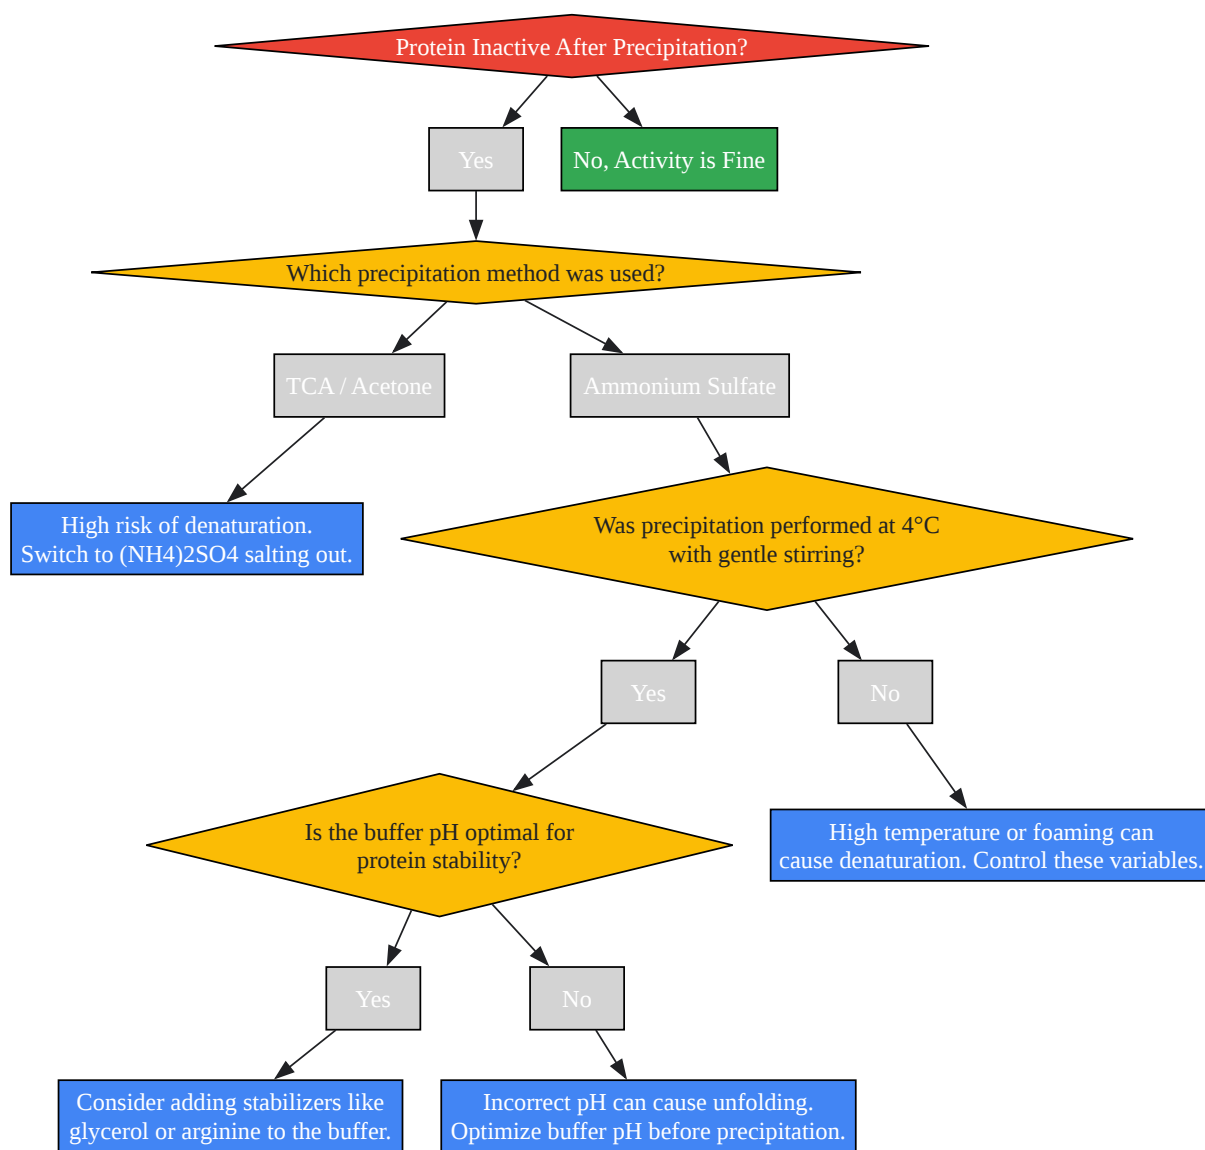 Protein Inactive After Precipitation?
Yes
No, Activity is Fine
Which precipitation method was used?
TCA / Acetone
Ammonium Sulfate
High risk of denaturation.
Switch to (NH4)2SO4 salting out.
Was precipitation performed at 4°C
with gentle stirring?
Yes
No
Is the buffer pH optimal for
protein stability?
High temperature or foaming can
cause denaturation. Control these variables.
Yes
No
Consider adding stabilizers like
glycerol or arginine to the buffer.
Incorrect pH can cause unfolding.
Optimize buffer pH before precipitation.